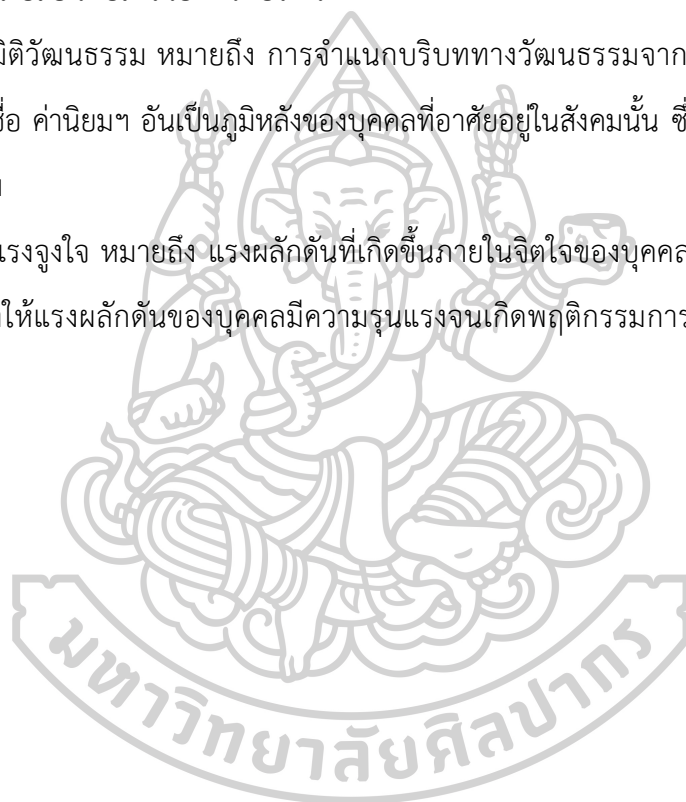 มิติวัฒนธรรม หมายถึง การจำแนกบริบททางวัฒนธรรมจาก
ชื่อ ค่านิยมฯ อันเป็นภูมิหลังของบุคคลที่อาศัยอยู่ในสังคมนั้น ซึ่
แรงจูงใจ หมายถึง แรงผลักดันที่เกิดขึ้นภายในจิตใจของบุคคล
ให้แรงผลักดันของบุคคลมีความรุนแรงจนเกิดพฤติกรรมการ
มหาวิทยาลัยศิลปากร